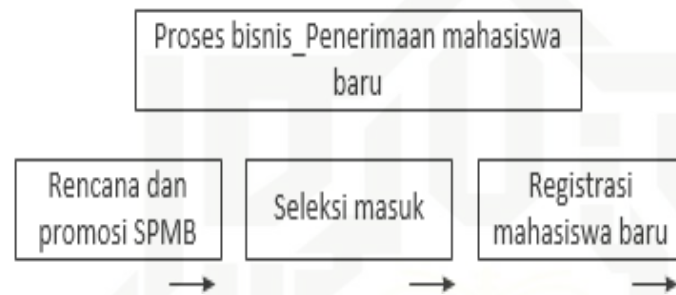 Proses bisnis_Penerimaan mahasiswa
baru
Rencana dan
promosi SPMB
Seleksi masuk
Registrasi
mahasiswa baru